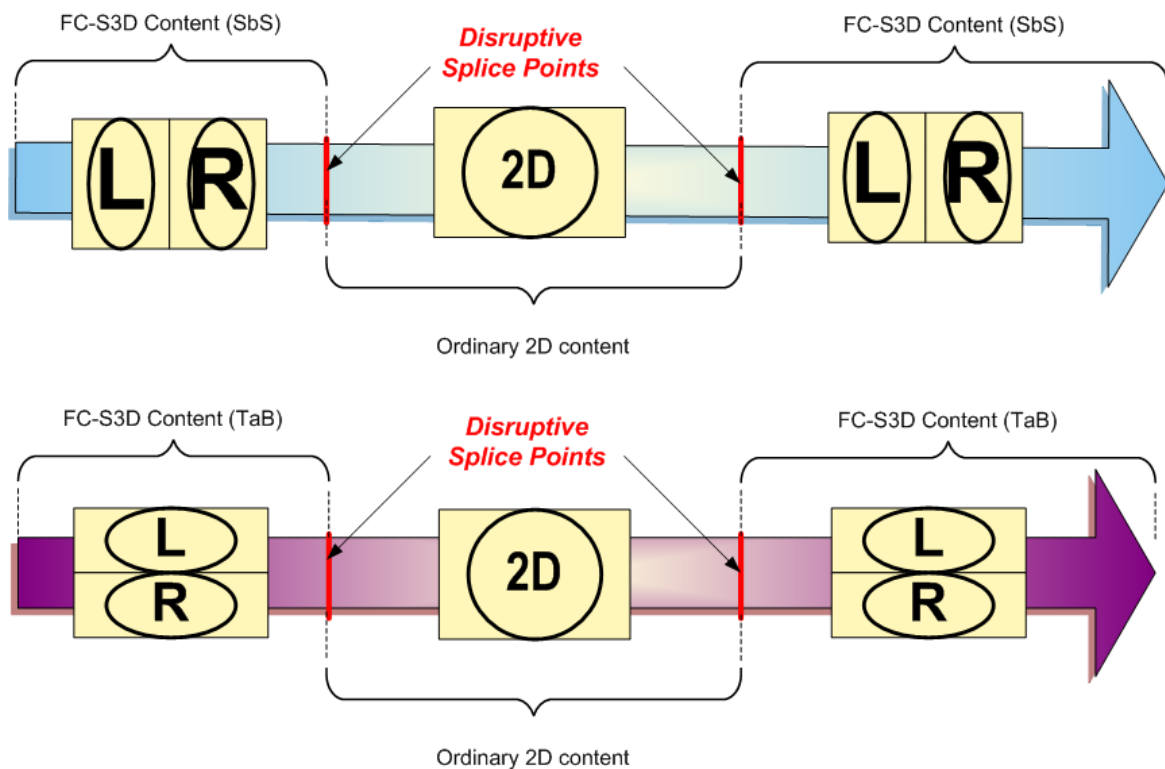 FC-S3D Content (SbS)
Disruptive
Splice Points
FC-S3D Content (SbS)
L R
2D
L R
Ordinary 2D content
FC-S3D Content (TaB)
Disruptive
Splice Points
FC-S3D Content (TaB)
L
R
2D
L
R
Ordinary 2D content